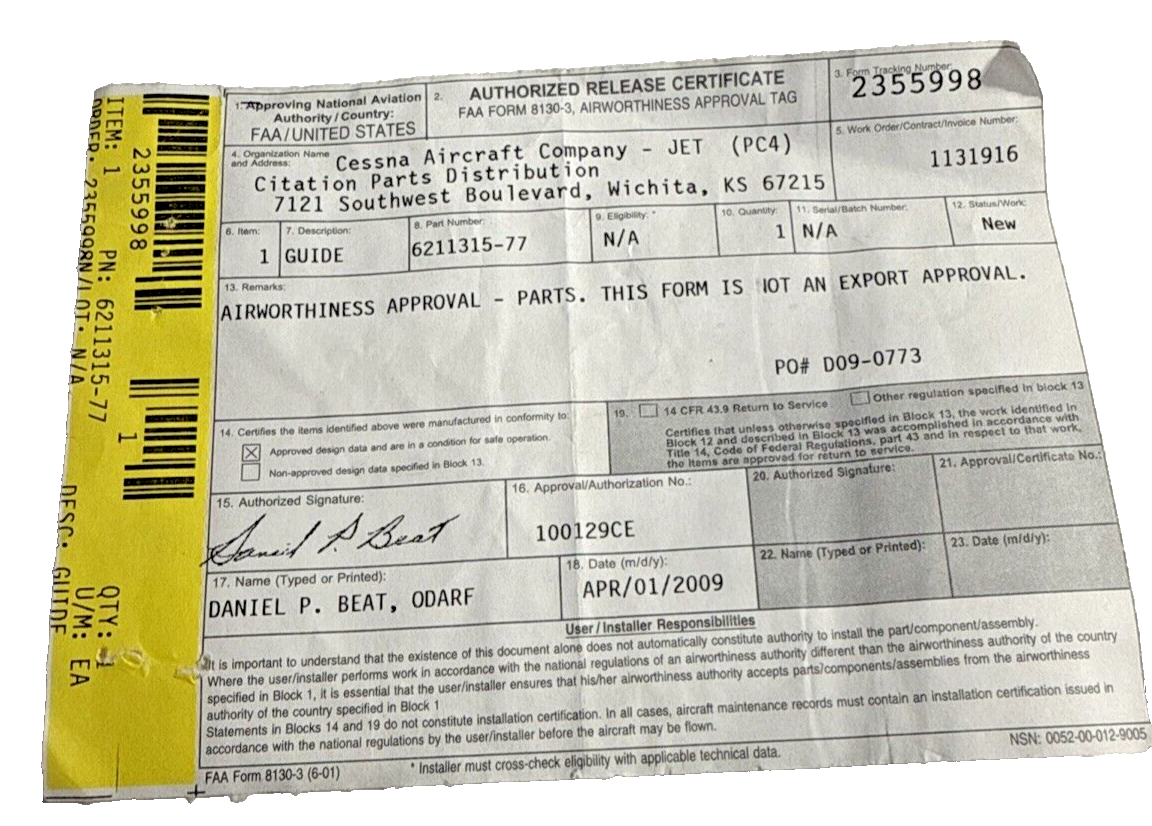 ITEM: 1 PN: 6211315-77 QTY: 1
ORDER: 2355998 N/LOT: N/A U/M: EA
2355998
1
DESC: GUIDE
1. Approving National Aviation
Authority / Country:
FAA/UNITED STATES
2.
AUTHORIZED RELEASE CERTIFICATE
FAA FORM 8130-3, AIRWORTHINESS APPROVAL TAG
3. Form Tracking Number:
2355998
4. Organization Name
and Address:
Cessna Aircraft Company - JET (PC4)
Citation Parts Distribution
7121 Southwest Boulevard, Wichita, KS 67215
5. Work Order/Contract/Invoice Number:
1131916
6. Item:
1
7. Description:
GUIDE
8. Part Number:
6211315-77
9. Eligibility: *
N/A
10. Quantity:
1
11. Serial/Batch Number:
N/A
12. Status/Work:
New
13. Remarks:
AIRWORTHINESS APPROVAL - PARTS. THIS FORM IS IOT AN EXPORT APPROVAL.
PO# D09-0773
14. Certifies the items identified above were manufactured in conformity to:
Approved design data and are in a condition for safe operation.
Non-approved design data specified in Block 13.
19. 14 CFR 43.9 Return to Service Other regulation specified in block 13
Certifies that unless otherwise specified in Block 13, the work identified in
Block 12 and described in Block 13 was accomplished in accordance with
Title 14, Code of Federal Regulations, part 43 and in respect to that work,
the items are approved for return to service.
15. Authorized Signature:
Daniel P. Beat
16. Approval/Authorization No.:
100129CE
20. Authorized Signature:
21. Approval/Certificate No.:
17. Name (Typed or Printed):
DANIEL P. BEAT, ODARF
18. Date (m/d/y):
APR/01/2009
22. Name (Typed or Printed):
23. Date (m/d/y):
User / Installer Responsibilities
It is important to understand that the existence of this document alone does not automatically constitute authority to install the part/component/assembly.
Where the user/installer performs work in accordance with the national regulations of an airworthiness authority different than the airworthiness authority of the country
specified in Block 1, it is essential that the user/installer ensures that his/her airworthiness authority accepts parts/components/assemblies from the airworthiness
authority of the country specified in Block 1
Statements in Blocks 14 and 19 do not constitute installation certification. In all cases, aircraft maintenance records must contain an installation certification issued in
accordance with the national regulations by the user/installer before the aircraft may be flown.
FAA Form 8130-3 (6-01)
* Installer must cross-check eligibility with applicable technical data.
NSN: 0052-00-012-9005